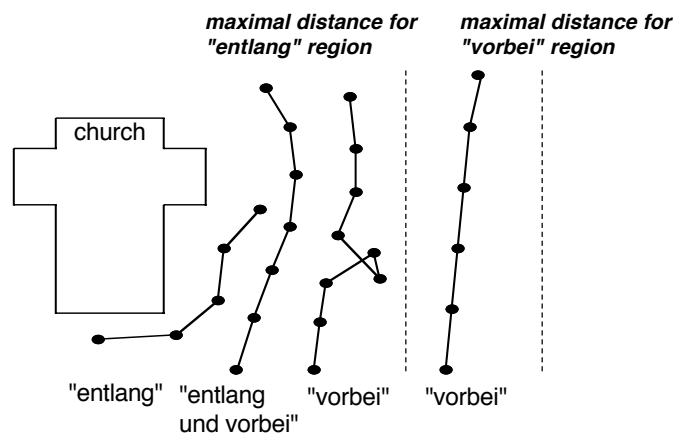 maximal distance for
"entlang" region
maximal distance for
"vorbei" region
church
"entlang"
"entlang
und vorbei"
"vorbei"
"vorbei"